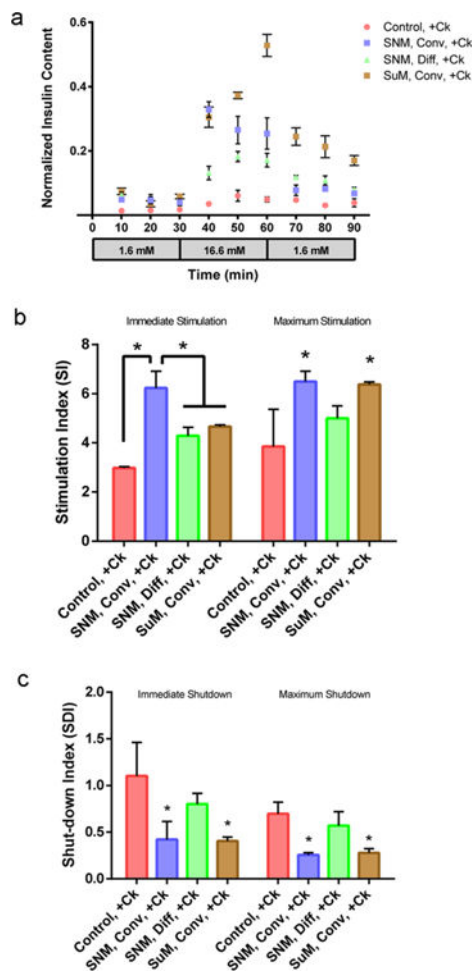 a
Normalized Insulin Content
0.6
0.4
0.2
Control, +Ck
SNM, Conv, +Ck
SNM, Diff, +Ck
SuM, Conv, +Ck
0 10 20 30 40 50 60 70 80 90
1.6 mM 16.6 mM 1.6 mM
Time (min)
b
Immediate Stimulation Maximum Stimulation
Stimulation Index (SI)
8
6
4
2
0
* * * *
Control, +Ck
SNM, Conv, +Ck
SNM, Diff, +Ck
SuM, Conv, +Ck
Control, +Ck
SNM, Conv, +Ck
SNM, Diff, +Ck
SuM, Conv, +Ck
c
Immediate Shutdown Maximum Shutdown
Shut-down Index (SDI)
2.0
1.5
1.0
0.5
0.0
* * * *
Control, +Ck
SNM, Conv, +Ck
SNM, Diff, +Ck
SuM, Conv, +Ck
Control, +Ck
SNM, Conv, +Ck
SNM, Diff, +Ck
SuM, Conv, +Ck